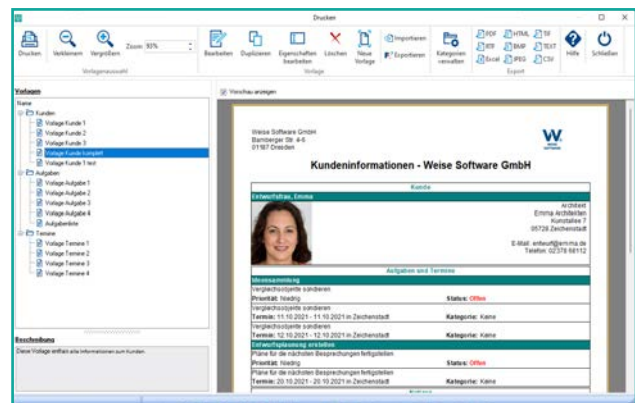 Drucken
Drucken
Verkleinern
Vergrößern
Zoom 93%
Bearbeiten
Duplizieren
Eigenschaften
bearbeiten
Löschen
Neue
Vorlage
Importieren
Exportieren
Kategorien
verwalten
PDF
HTML
TIF
RTF
BMP
TEXT
Excel
JPEG
CSV
Hilfe
Schließen
Vorlagenauswahl
Vorlage
Export
Vorlagen
Name
Kunden
Vorlage Kunde 1
Vorlage Kunde 2
Vorlage Kunde 3
Vorlage Kunde komplett
Vorlage Kunde 1 test
Aufgaben
Vorlage Aufgabe 1
Vorlage Aufgabe 2
Vorlage Aufgabe 3
Vorlage Aufgabe 4
Aufgabenliste
Termine
Vorlage Termine 1
Vorlage Termine 2
Vorlage Termine 3
Vorlage Termine 4
Beschreibung
Diese Vorlage enthält alle Informationen zum Kunden.
Vorschau anzeigen
Weise Software GmbH
Bamberger Str. 4-6
01187 Dresden
W
WEISE
SOFTWARE
Kundeninformationen - Weise Software GmbH
Kunde
Entwurfsfrau, Emma
Architekt
Emma Architekten
Kunstallee 7
05728 Zeichenstadt
E-Mail: entwurf@emma.de
Telefon: 02378 68112
Aufgaben und Termine
Ideensammlung
Vergleichsobjekte sondieren
Priorität: Niedrig Status: Offen
Vergleichsobjekte sondieren
Termin: 11.10.2021 - 11.10.2021 in Zeichenstadt Kategorie: Keine
Vergleichsobjekte sondieren
Termin: 12.10.2021 - 12.10.2021 in Zeichenstadt Kategorie: Keine
Entwurfsplanung erstellen
Pläne für die nächsten Besprechungen fertigstellen
Priorität: Niedrig Status: Offen
Pläne für die nächsten Besprechungen fertigstellen
Termin: 20.10.2021 - 20.10.2021 in Zeichenstadt Kategorie: Keine